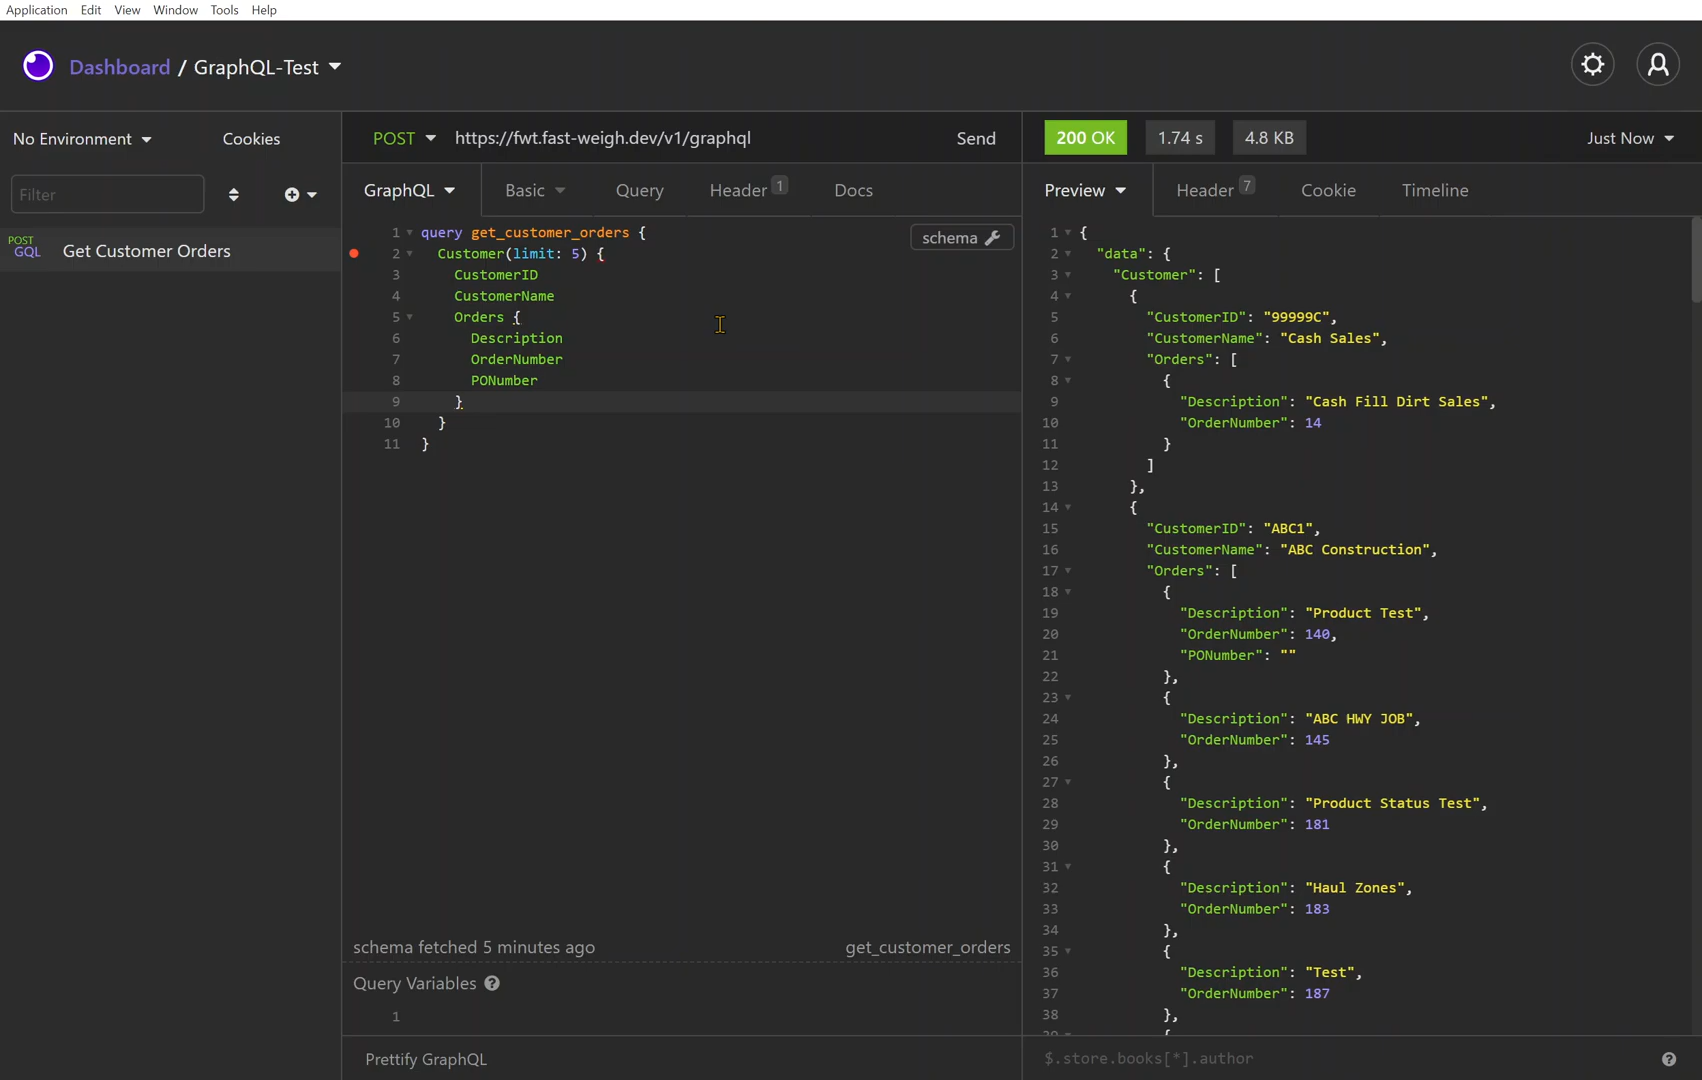 Application Edit View Window Tools Help
Dashboard / GraphQL-Test
No Environment
Cookies
Filter
POST
GQL
Get Customer Orders
POST https://fwt.fast-weigh.dev/v1/graphql Send
GraphQL Basic Query Header 1 Docs
schema
1 query get_customer_orders {
2 Customer(limit: 5) {
3 CustomerID
4 CustomerName
5 Orders {
6 Description
7 OrderNumber
8 PONumber
9 }
10 }
11 }
schema fetched 5 minutes ago get_customer_orders
Query Variables ?
1
Prettify GraphQL
200 OK 1.74 s 4.8 KB Just Now
Preview Header 7 Cookie Timeline
1 {
2 "data": {
3 "Customer": [
4 {
5 "CustomerID": "99999C",
6 "CustomerName": "Cash Sales",
7 "Orders": [
8 {
9 "Description": "Cash Fill Dirt Sales",
10 "OrderNumber": 14
11 }
12 ]
13 },
14 {
15 "CustomerID": "ABC1",
16 "CustomerName": "ABC Construction",
17 "Orders": [
18 {
19 "Description": "Product Test",
20 "OrderNumber": 140,
21 "PONumber": ""
22 },
23 {
24 "Description": "ABC HWY JOB",
25 "OrderNumber": 145
26 },
27 {
28 "Description": "Product Status Test",
29 "OrderNumber": 181
30 },
31 {
32 "Description": "Haul Zones",
33 "OrderNumber": 183
34 },
35 {
36 "Description": "Test",
37 "OrderNumber": 187
38 },
$.store.books[*].author ?